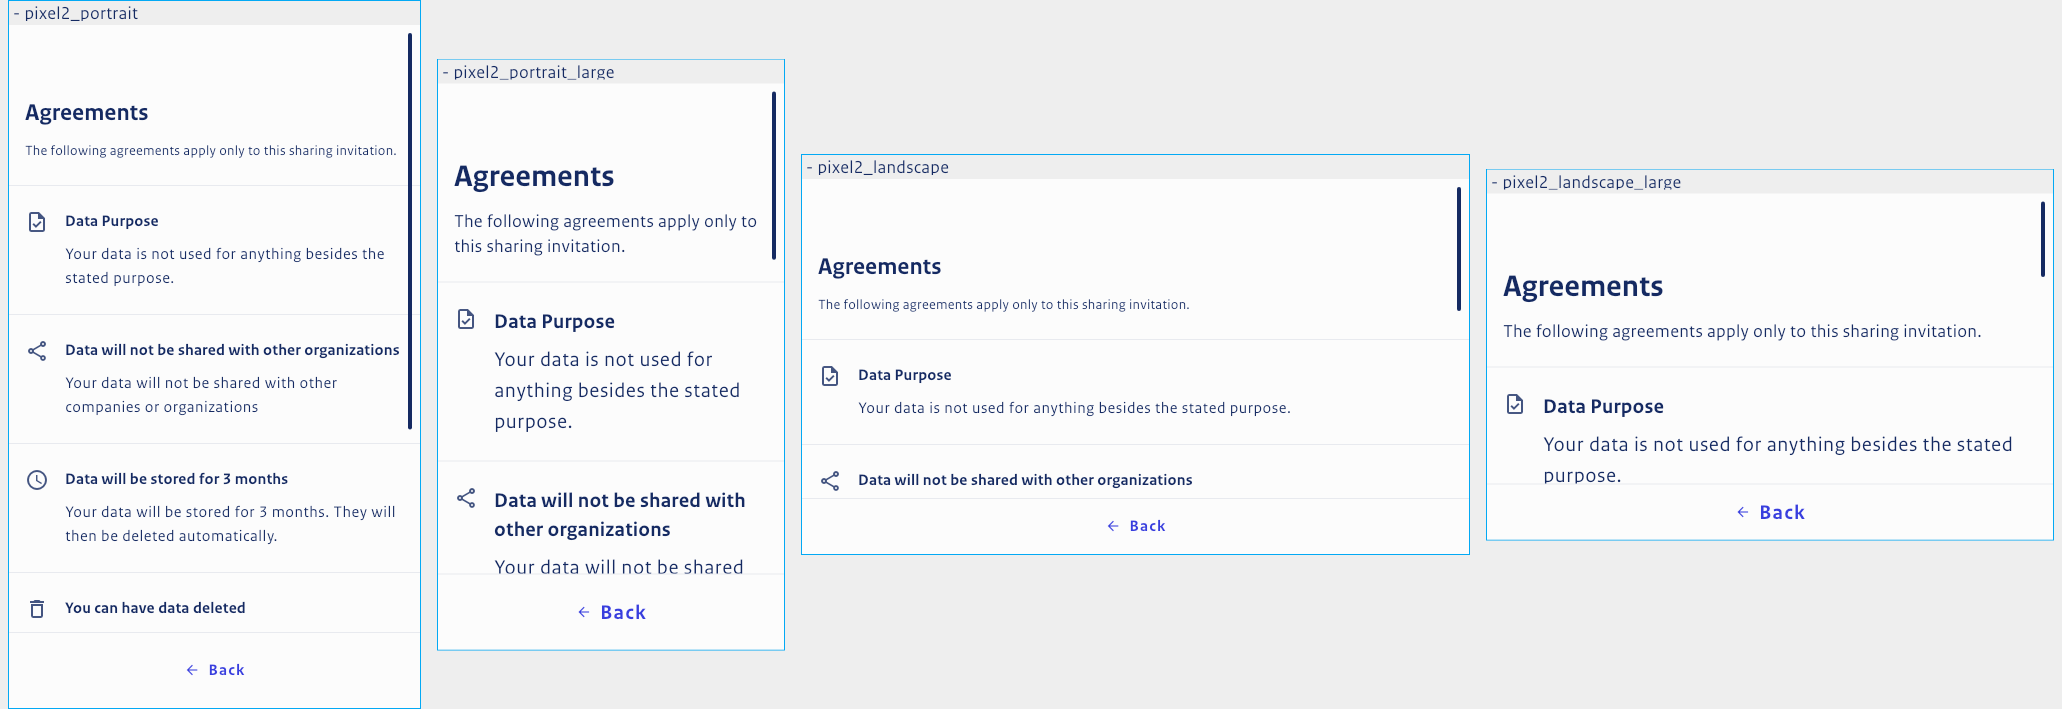 - pixel2_portrait
Agreements
The following agreements apply only to this sharing invitation.
Data Purpose
Your data is not used for anything besides the
stated purpose.
Data will not be shared with other organizations
Your data will not be shared with other
companies or organizations
Data will be stored for 3 months
Your data will be stored for 3 months. They will
then be deleted automatically.
You can have data deleted
← Back
- pixel2_portrait_large
Agreements
The following agreements apply only to
this sharing invitation.
Data Purpose
Your data is not used for
anything besides the stated
purpose.
Data will not be shared with
other organizations
Your data will not be shared
← Back
- pixel2_landscape
Agreements
The following agreements apply only to this sharing invitation.
Data Purpose
Your data is not used for anything besides the stated purpose.
Data will not be shared with other organizations
← Back
- pixel2_landscape_large
Agreements
The following agreements apply only to this sharing invitation.
Data Purpose
Your data is not used for anything besides the stated
purpose.
← Back